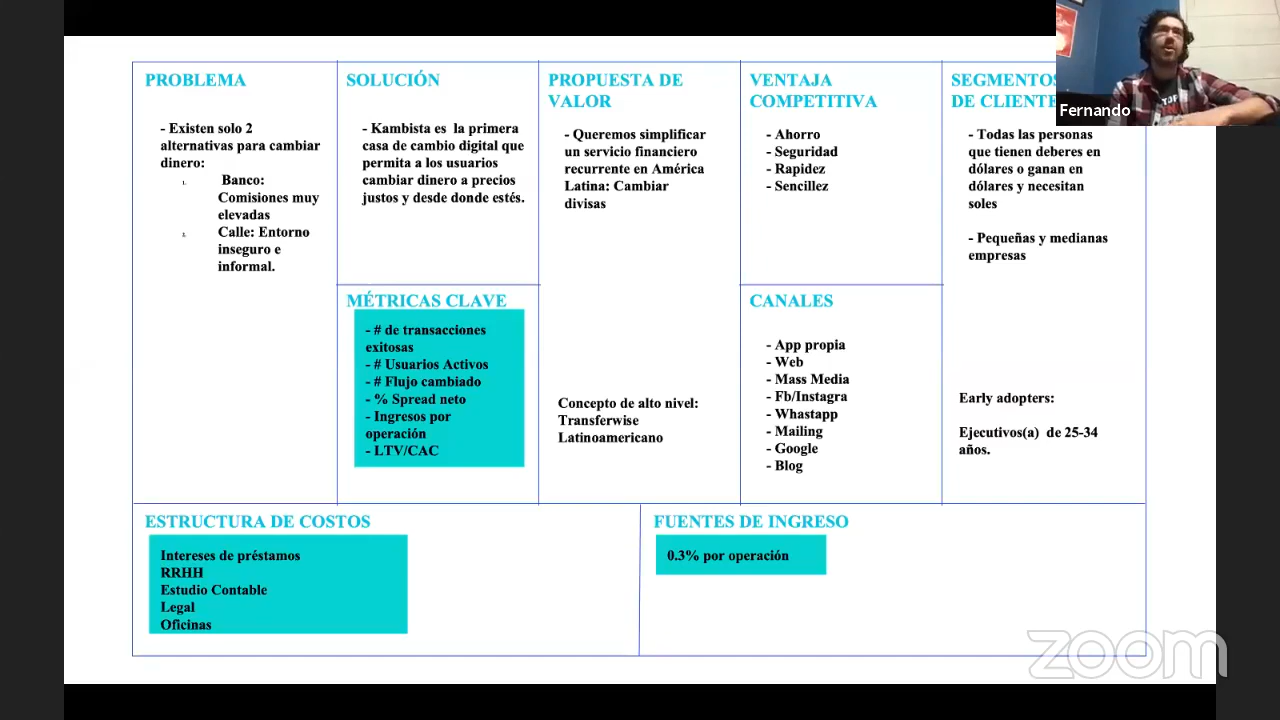 PROBLEMA
- Existen solo 2
alternativas para cambiar
dinero:
1. Banco:
Comisiones muy
elevadas
2. Calle: Entorno
inseguro e
informal.
SOLUCIÓN
- Kambista es la primera
casa de cambio digital que
permita a los usuarios
cambiar dinero a precios
justos y desde donde estés.
MÉTRICAS CLAVE
- # de transacciones
exitosas
- # Usuarios Activos
- # Flujo cambiado
- % Spread neto
- Ingresos por
operación
- LTV/CAC
PROPUESTA DE
VALOR
- Queremos simplificar
un servicio financiero
recurrente en América
Latina: Cambiar
divisas
Concepto de alto nivel:
Transferwise
Latinoamericano
VENTAJA
COMPETITIVA
- Ahorro
- Seguridad
- Rapidez
- Sencillez
CANALES
- App propia
- Web
- Mass Media
- Fb/Instagra
- Whastapp
- Mailing
- Google
- Blog
SEGMENTOS
DE CLIENTE
- Todas las personas
que tienen deberes en
dólares o ganan en
dólares y necesitan
soles
- Pequeñas y medianas
empresas
Early adopters:
Ejecutivos(a) de 25-34
años.
ESTRUCTURA DE COSTOS
Intereses de préstamos
RRHH
Estudio Contable
Legal
Oficinas
FUENTES DE INGRESO
0.3% por operación
Fernando
zoom